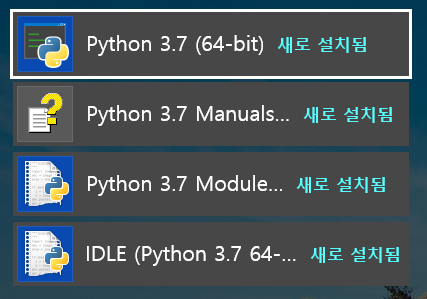 Python 3.7 (64-bit) 새로 설치됨
Python 3.7 Manuals... 새로 설치됨
Python 3.7 Module... 새로 설치됨
IDLE (Python 3.7 64-... 새로 설치됨